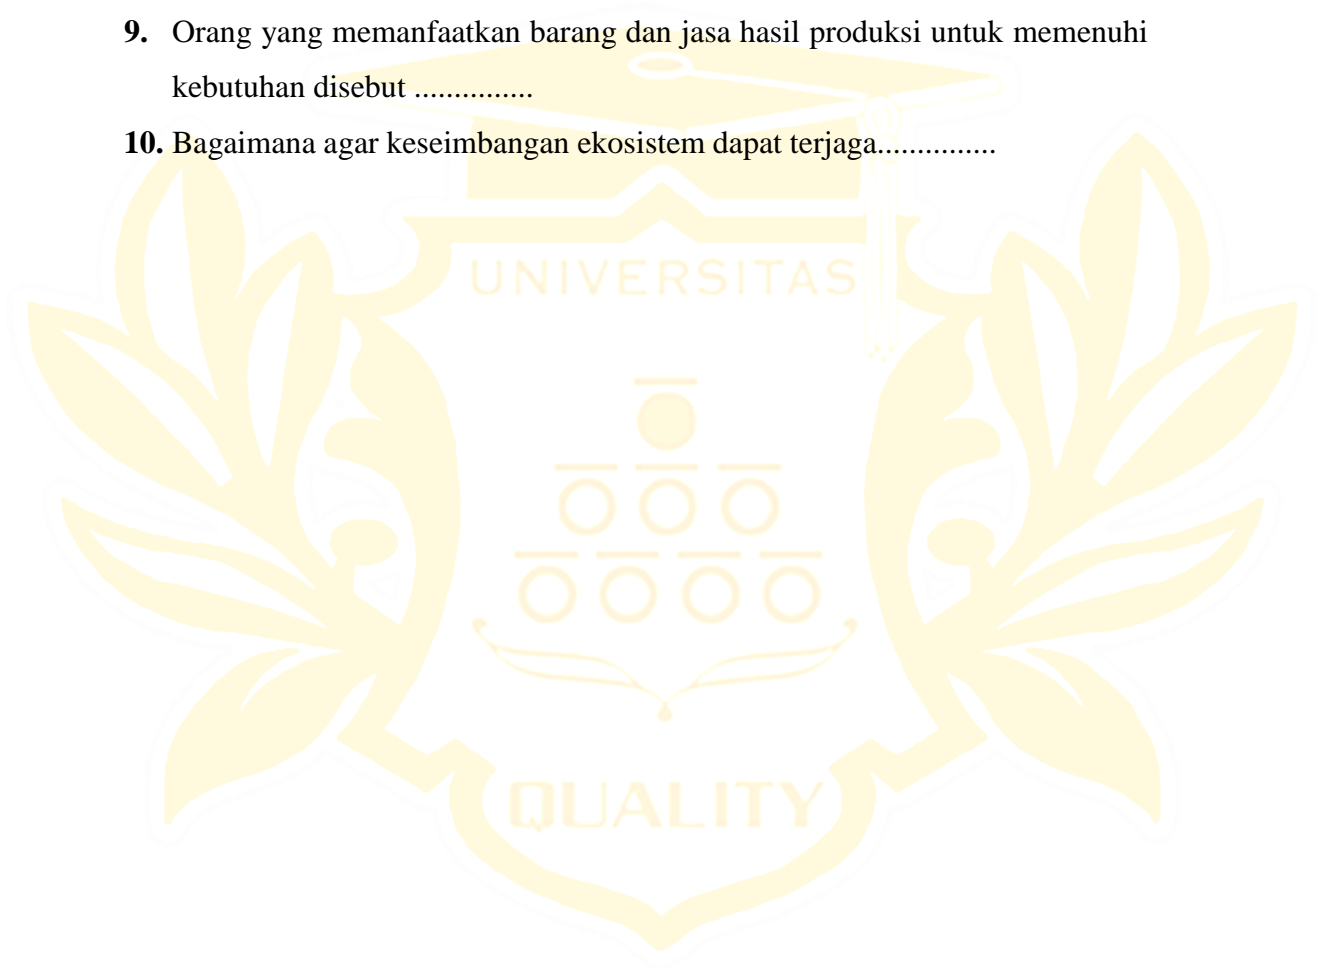 9. Orang yang memanfaatkan barang dan jasa hasil produksi untuk memenuhi
kebutuhan disebut ...............
10. Bagaimana agar keseimbangan ekosistem dapat terjaga...............
UNIVERSITAS
QUALITY